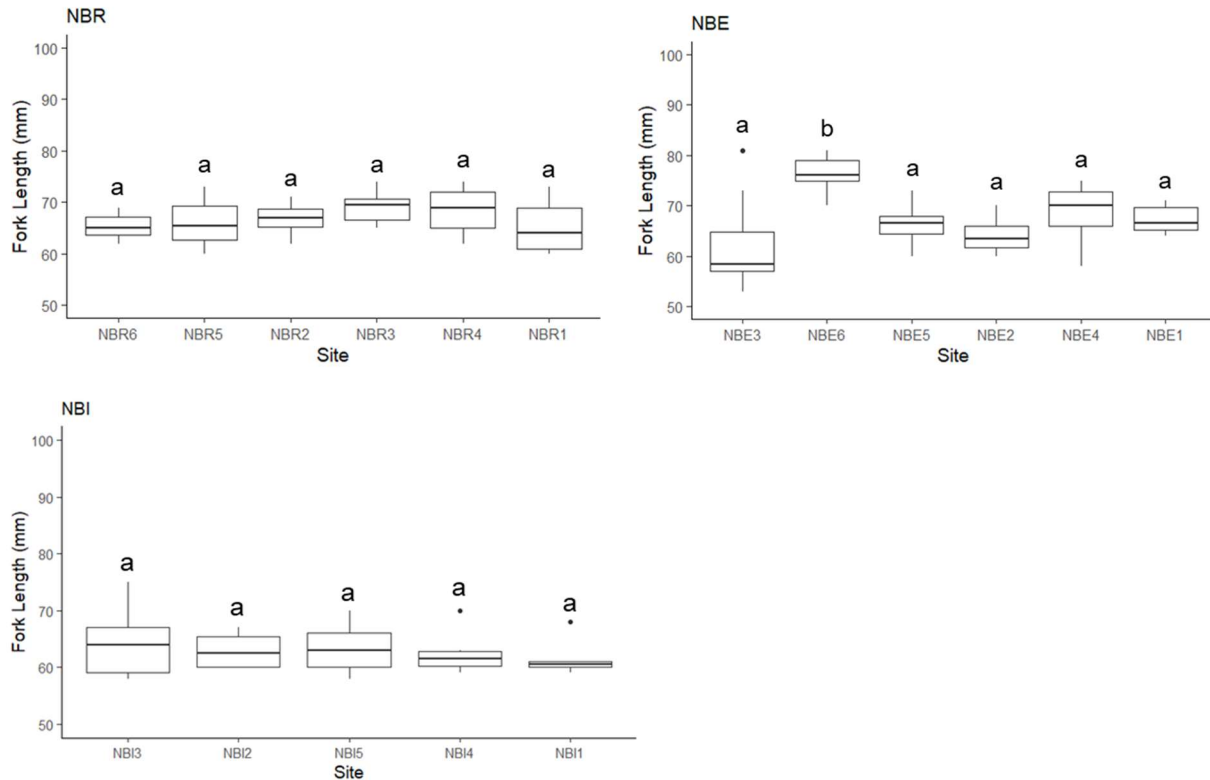 NBR
100
90
80
70
60
50
Fork Length (mm)
a a a a a a
NBR6 NBR5 NBR2 NBR3 NBR4 NBR1
Site
NBE
100
90
80
70
60
50
Fork Length (mm)
a b a a a a
NBE3 NBE6 NBE5 NBE2 NBE4 NBE1
Site
NBI
100
90
80
70
60
50
Fork Length (mm)
a a a a a
NBI3 NBI2 NBI5 NBI4 NBI1
Site